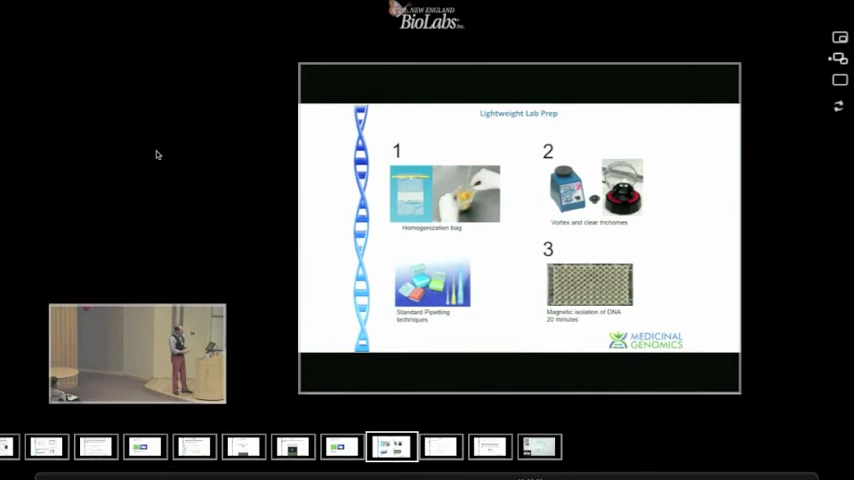 NEW ENGLAND
BioLabs Inc.
Lightweight Lab Prep
1
2
Homogenization bag
Vortex and clear trichomes
3
Standard Pipetting
techniques
Magnetic isolation of DNA
20 minutes
MEDICINAL
GENOMICS